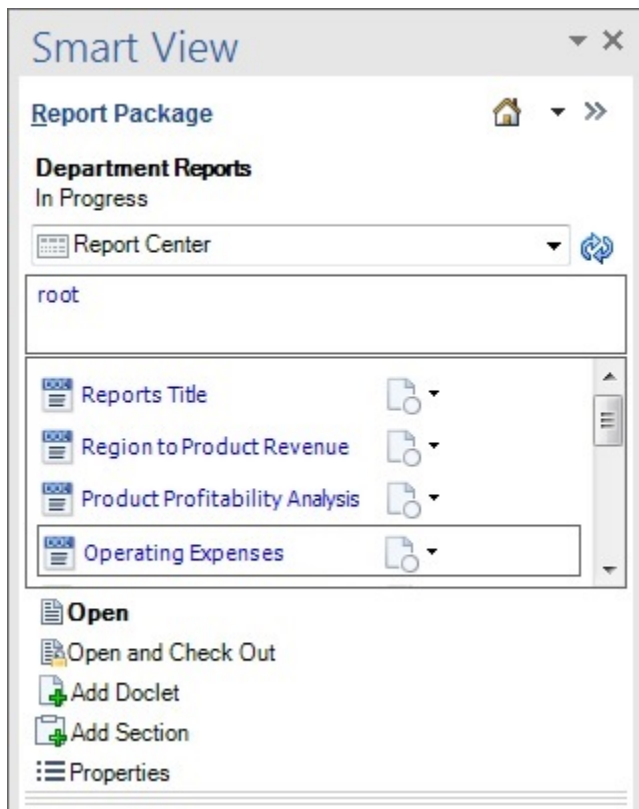 Smart View
Report Package
Department Reports
In Progress
Report Center
root
Reports Title
Region to Product Revenue
Product Profitability Analysis
Operating Expenses
Open
Open and Check Out
Add Doclet
Add Section
Properties